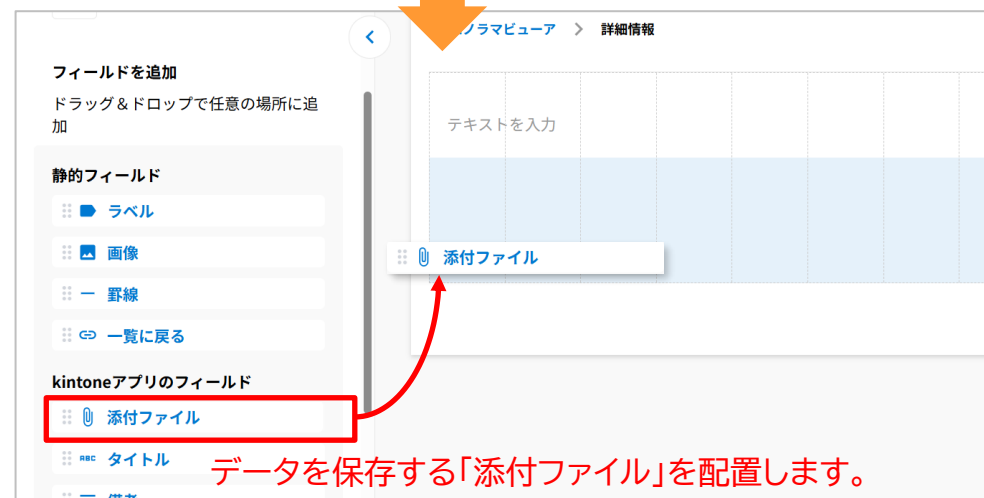 ラマビューア 詳細情報
フィールドを追加
ドラッグ＆ドロップで任意の場所に追
加
静的フィールド
ラベル
画像
罫線
一覧に戻る
kintoneアプリのフィールド
添付ファイル
ABC タイトル
テキストを入力
添付ファイル
データを保存する「添付ファイル」を配置します。